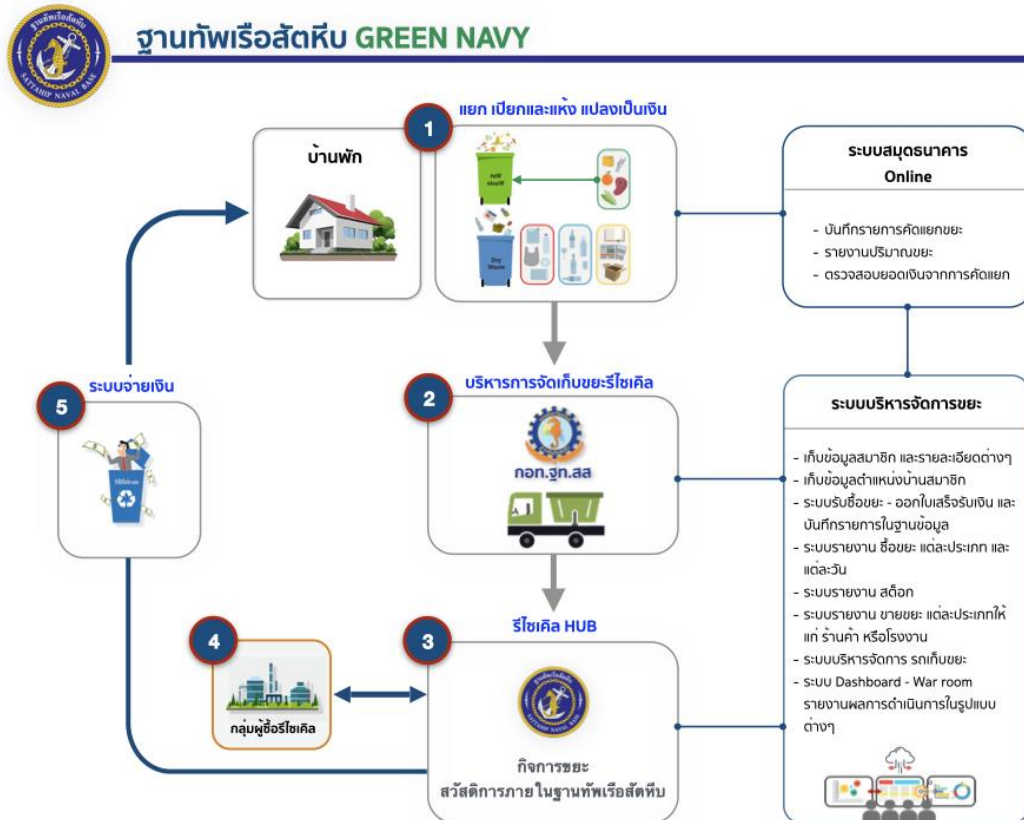 ฐานทัพเรือสัตหีบ GREEN NAVY
ฐานทัพเรือสัตหีบ
SATTAHIP NAVAL BASE
1
แยก เปียกและแห้ง แปลงเป็นเงิน
บ้านพัก
Dry
Waste
ระบบสมุดธนาคาร
Online
- บันทึกรายการคัดแยกขยะ
- รายงานปริมาณขยะ
- ตรวจสอบยอดเงินจากการคัดแยก
2
บริหารการจัดเก็บขยะรีไซเคิล
กอท.ฐท.สส
ระบบบริหารจัดการขยะ
- เก็บข้อมูลสมาชิก และรายละเอียดต่างๆ
- เก็บข้อมูลตำแหน่งบ้านสมาชิก
- ระบบรับซื้อขยะ - ออกใบเสร็จรับเงิน และ
บันทึกรายการในฐานข้อมูล
- ระบบรายงาน ซื้อขยะ แต่ละประเภท และ
แต่ละวัน
- ระบบรายงาน สต็อก
- ระบบรายงาน ขายขยะ แต่ละประเภทให้
แก่ ร้านค้า หรือโรงงาน
- ระบบบริหารจัดการ รถเก็บขยะ
- ระบบ Dashboard - War room
รายงานผลการดำเนินการในรูปแบบ
ต่างๆ
5
ระบบจ่ายเงิน
4
กลุ่มผู้ซื้อรีไซเคิล
3
รีไซเคิล HUB
กิจการขยะ
สวัสดิการภายในฐานทัพเรือสัตหีบ